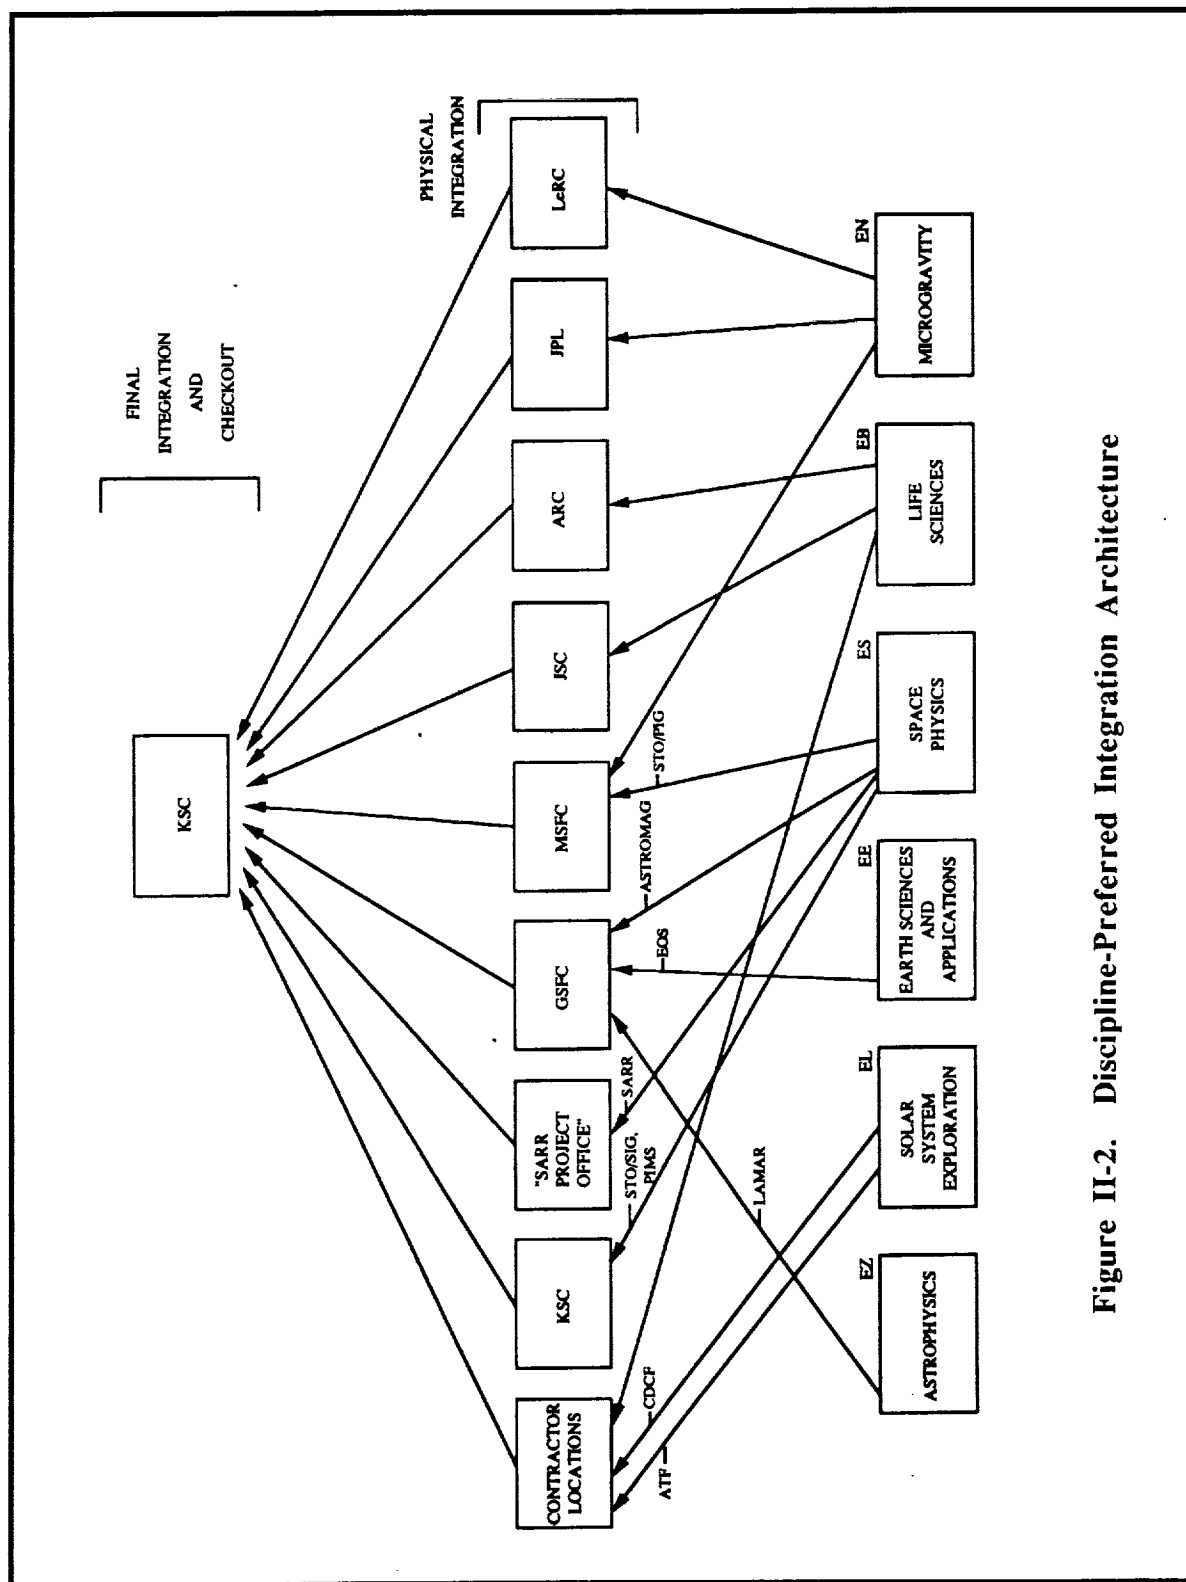 FINAL
INTEGRATION
AND
CHECKOUT
KSC
PHYSICAL
INTEGRATION
CONTRACTOR
LOCATIONS
KSC
"SARR
PROJECT
OFFICE"
GSFC
MSFC
JSC
ARC
JPL
LeRC
ATF
CDCF
STO/SIG,
PIMS
SARR
LAMAR
EOS
ASTROMAG
STO/PIG
EZ
ASTROPHYSICS
EL
SOLAR
SYSTEM
EXPLORATION
EE
EARTH SCIENCES
AND
APPLICATIONS
ES
SPACE
PHYSICS
EB
LIFE
SCIENCES
EN
MICROGRAVITY
Figure II-2. Discipline-Preferred Integration Architecture